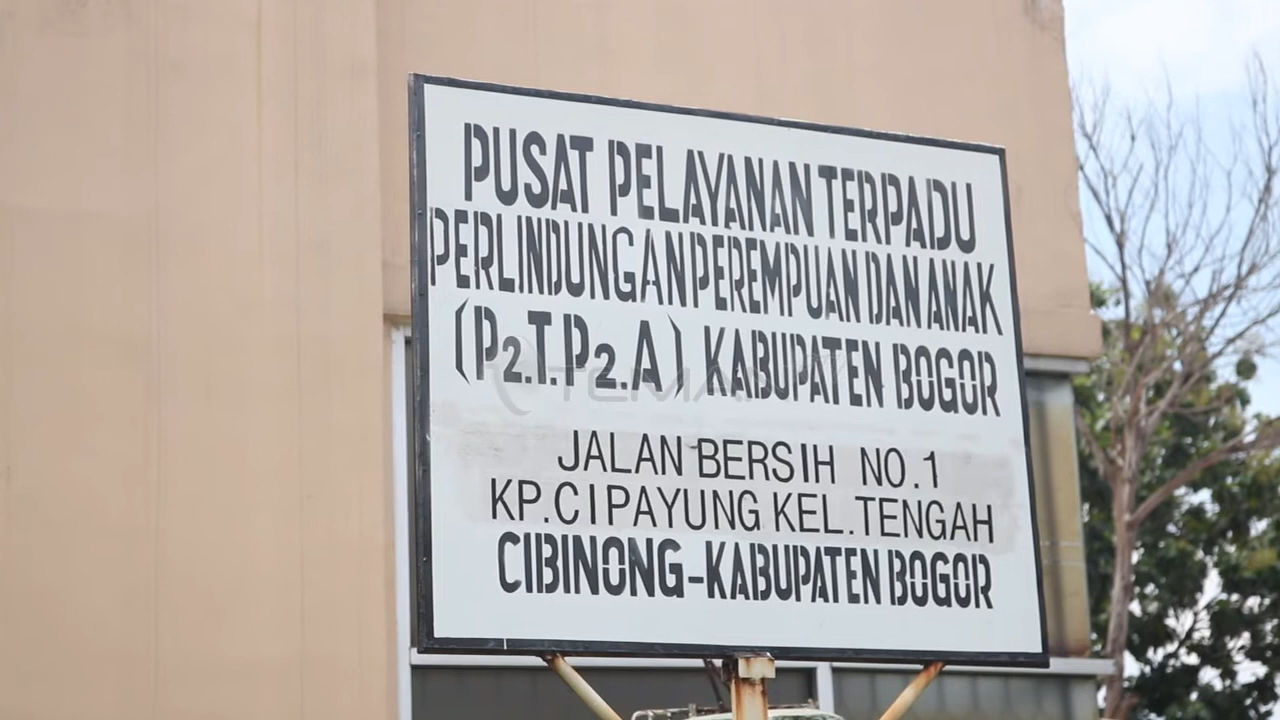 PUSAT PELAYANAN TERPADU
PERLINDUNGAN PEREMPUAN DAN ANAK
(P2.T.P2.A) KABUPATEN BOGOR
JALAN BERSIH NO.1
KP.CIPAYUNG KEL.TENGAH
CIBINONG-KABUPATEN BOGOR